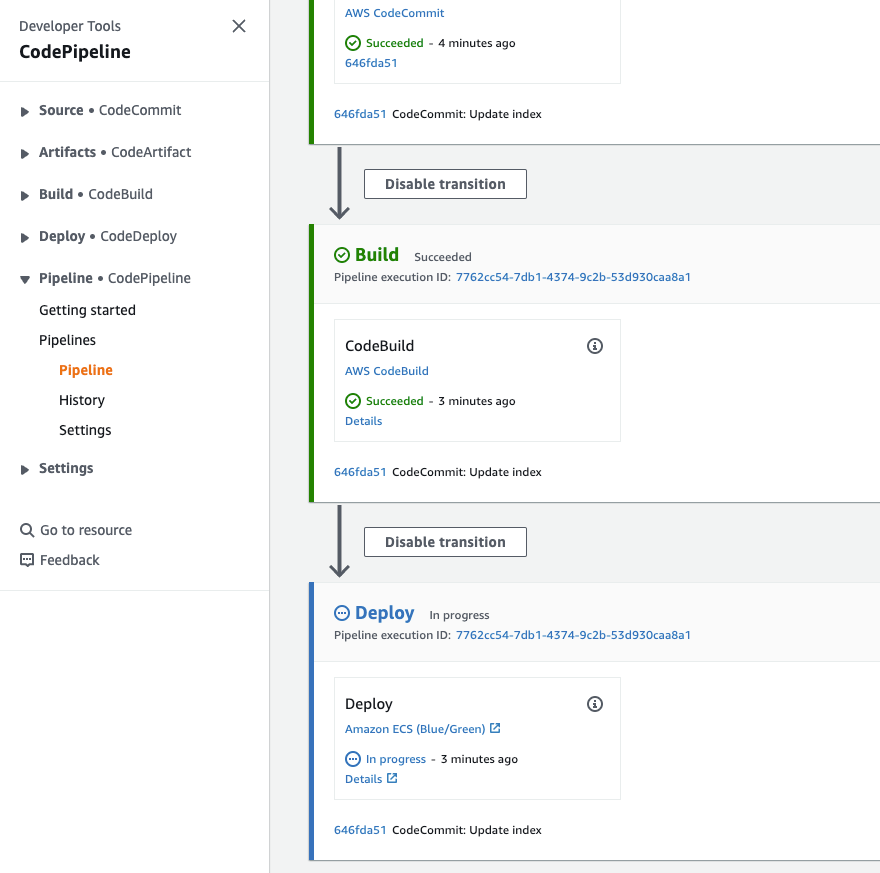 Developer Tools
CodePipeline
Source • CodeCommit
Artifacts • CodeArtifact
Build • CodeBuild
Deploy • CodeDeploy
Pipeline • CodePipeline
Getting started
Pipelines
Pipeline
History
Settings
Settings
Go to resource
Feedback
AWS CodeCommit
Succeeded - 4 minutes ago
646fda51
646fda51 CodeCommit: Update index
Disable transition
Build Succeeded
Pipeline execution ID: 7762cc54-7db1-4374-9c2b-53d930caa8a1
CodeBuild
AWS CodeBuild
Succeeded - 3 minutes ago
Details
646fda51 CodeCommit: Update index
Disable transition
Deploy In progress
Pipeline execution ID: 7762cc54-7db1-4374-9c2b-53d930caa8a1
Deploy
Amazon ECS (Blue/Green)
In progress - 3 minutes ago
Details
646fda51 CodeCommit: Update index